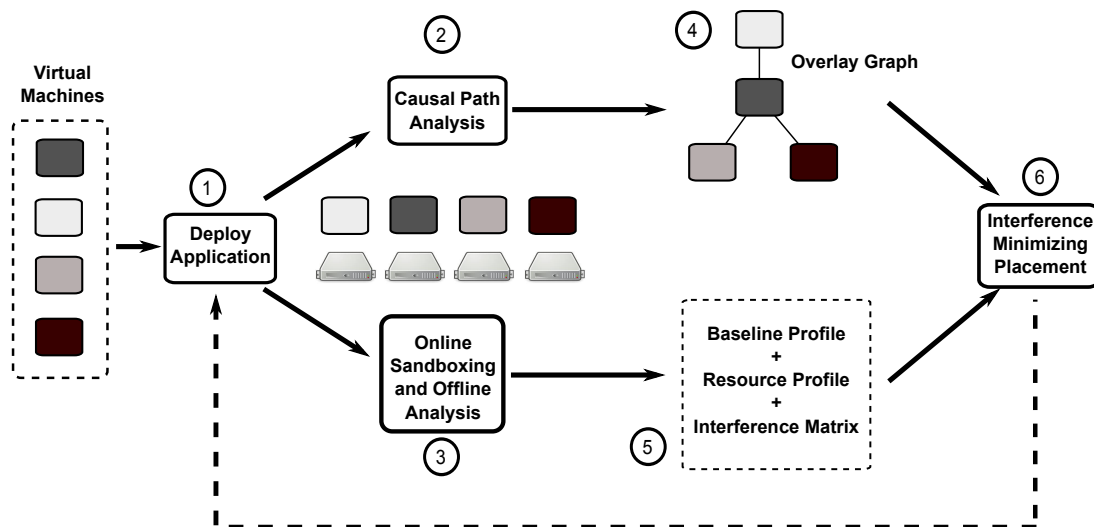 Virtual
Machines
1
Deploy
Application
2
Causal Path
Analysis
Online
Sandboxing
and Offline
Analysis
3
4
Overlay Graph
Baseline Profile
+
Resource Profile
+
Interference Matrix
5
6
Interference
Minimizing
Placement